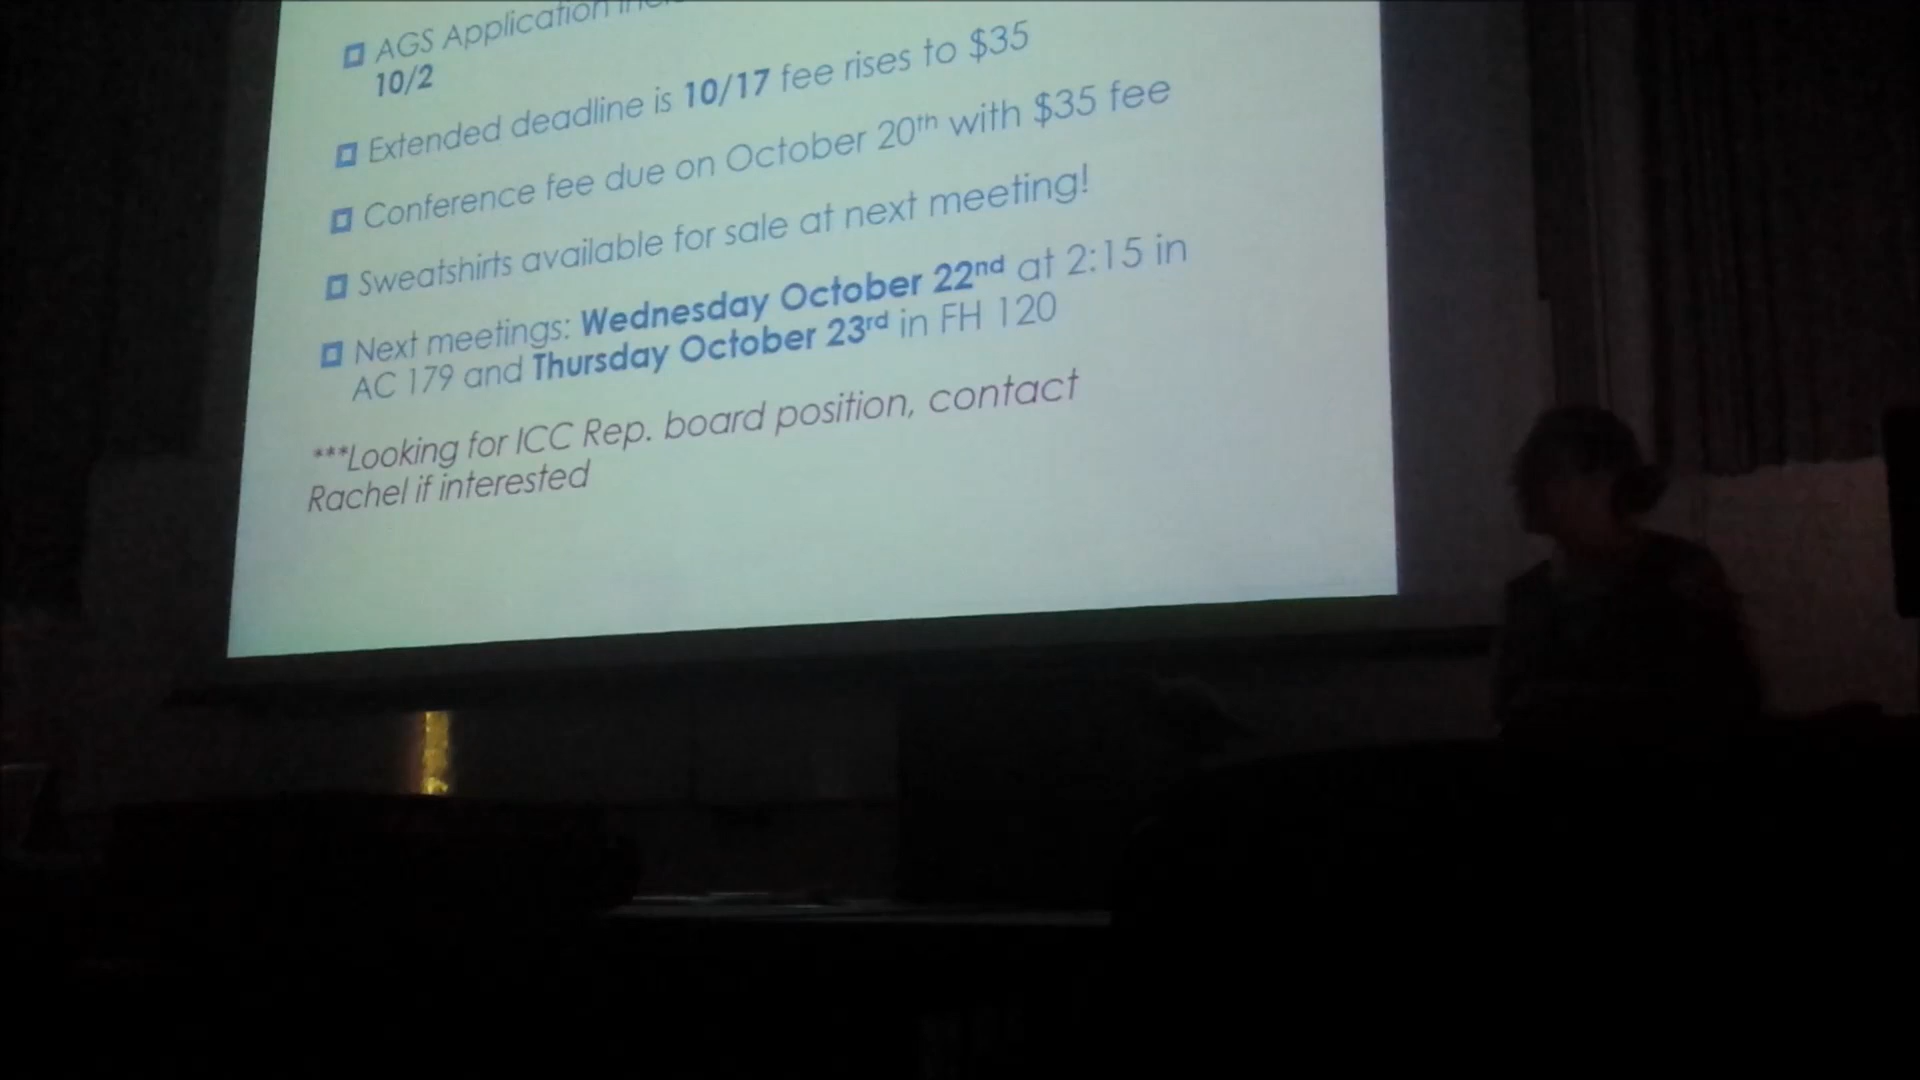 AGS Application
10/2
Extended deadline is 10/17 fee rises to $35
Conference fee due on October 20th with $35 fee
Sweatshirts available for sale at next meeting!
Next meetings: Wednesday October 22nd at 2:15 in
AC 179 and Thursday October 23rd in FH 120
***Looking for ICC Rep. board position, contact
Rachel if interested